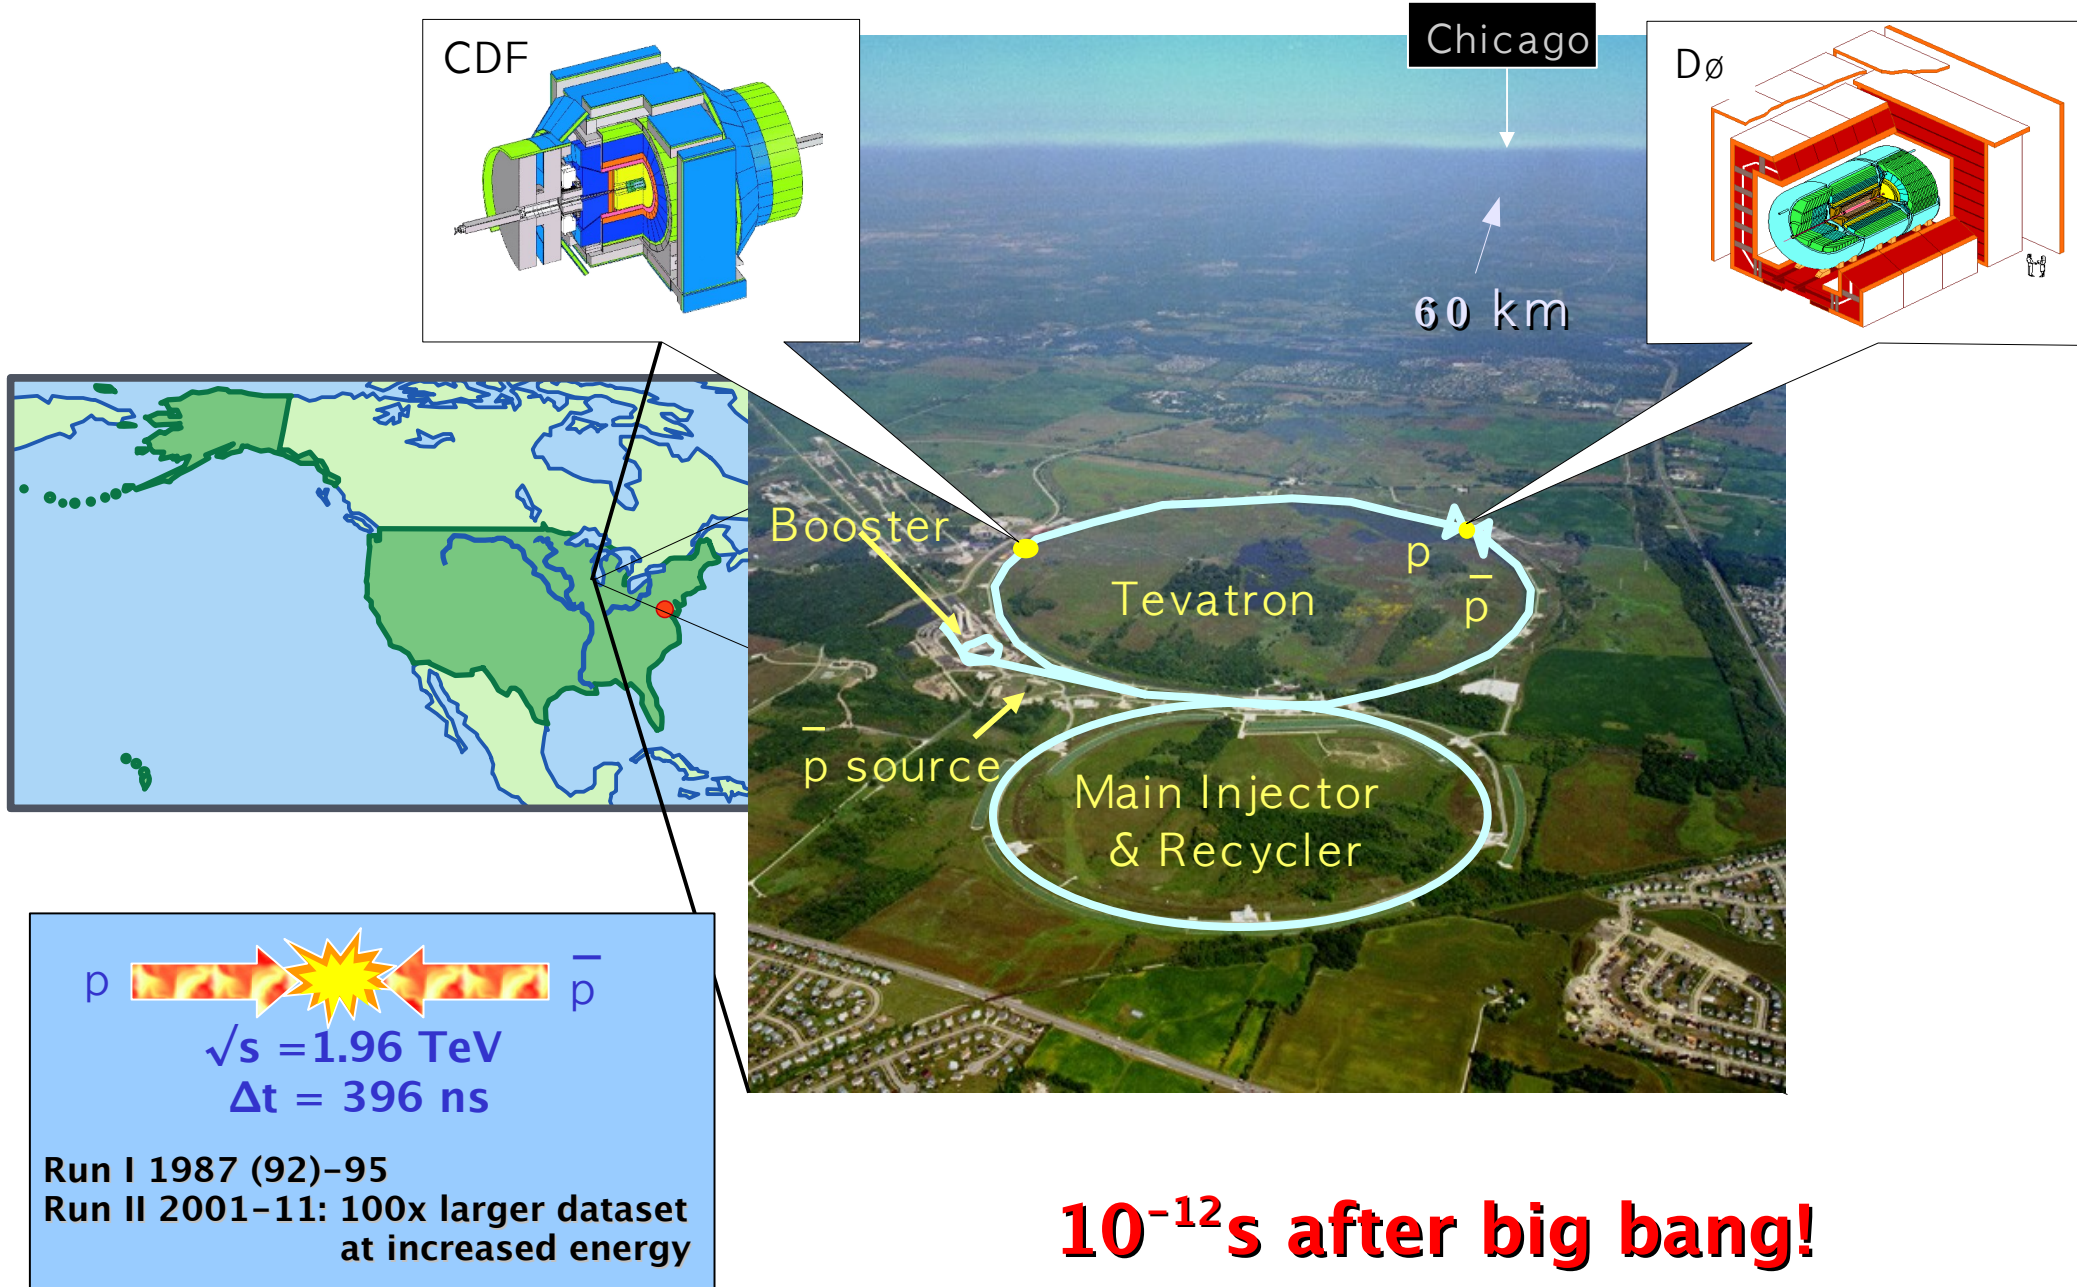 CDF
Chicago
Dø
60 km
Booster
p
p̅
Tevatron
p̅ source
Main Injector
& Recycler
p
p̅
√s =1.96 TeV
Δt = 396 ns
Run I 1987 (92)–95
Run II 2001–11: 100x larger dataset
at increased energy
10⁻¹²s after big bang!